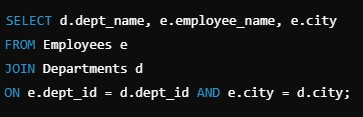 SELECT d.dept_name, e.employee_name, e.city
FROM Employees e
JOIN Departments d
ON e.dept_id = d.dept_id AND e.city = d.city;